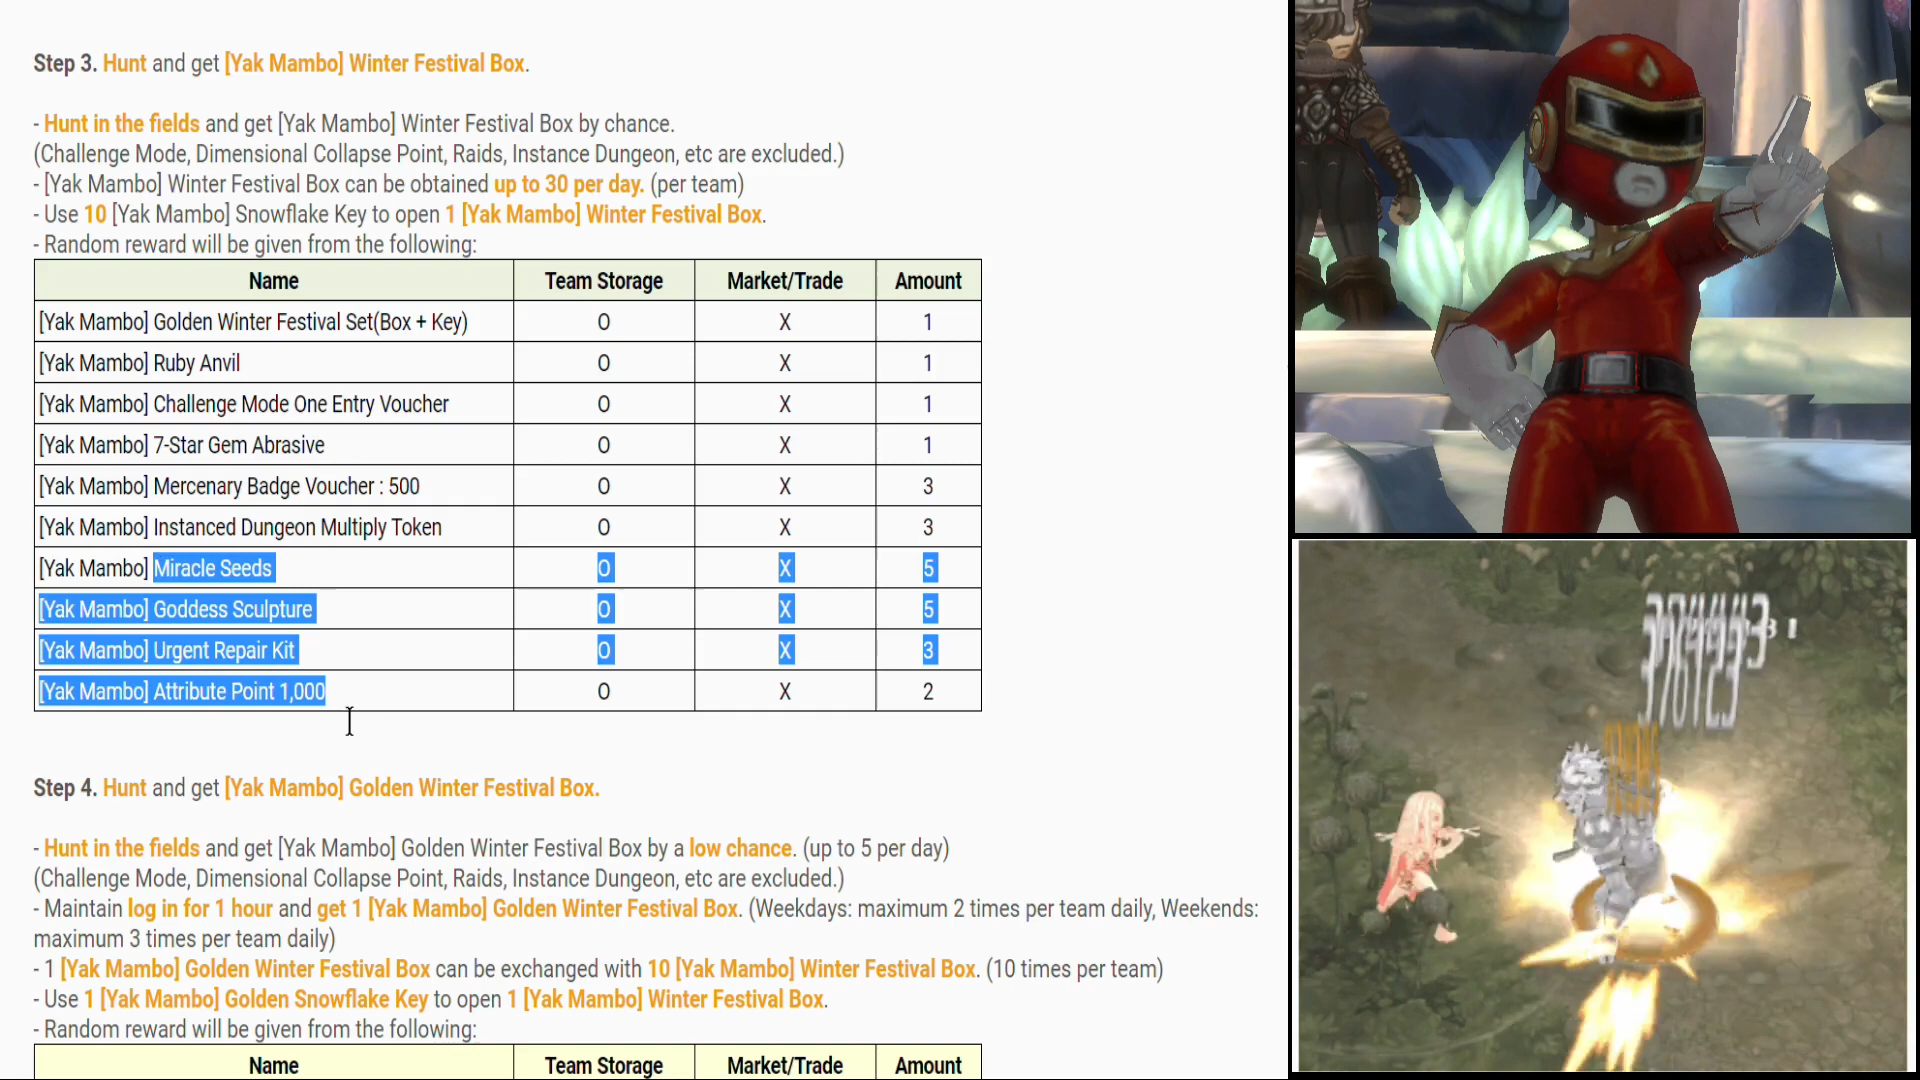 Step 3. Hunt and get [Yak Mambo] Winter Festival Box.
- Hunt in the fields and get [Yak Mambo] Winter Festival Box by chance.
(Challenge Mode, Dimensional Collapse Point, Raids, Instance Dungeon, etc are excluded.)
- [Yak Mambo] Winter Festival Box can be obtained up to 30 per day. (per team)
- Use 10 [Yak Mambo] Snowflake Key to open 1 [Yak Mambo] Winter Festival Box.
- Random reward will be given from the following:
Name Team Storage Market/Trade Amount
[Yak Mambo] Golden Winter Festival Set(Box + Key) O X 1
[Yak Mambo] Ruby Anvil O X 1
[Yak Mambo] Challenge Mode One Entry Voucher O X 1
[Yak Mambo] 7-Star Gem Abrasive O X 1
[Yak Mambo] Mercenary Badge Voucher : 500 O X 3
[Yak Mambo] Instanced Dungeon Multiply Token O X 3
[Yak Mambo] Miracle Seeds O X 5
[Yak Mambo] Goddess Sculpture O X 5
[Yak Mambo] Urgent Repair Kit O X 3
[Yak Mambo] Attribute Point 1,000 O X 2
Step 4. Hunt and get [Yak Mambo] Golden Winter Festival Box.
- Hunt in the fields and get [Yak Mambo] Golden Winter Festival Box by a low chance. (up to 5 per day)
(Challenge Mode, Dimensional Collapse Point, Raids, Instance Dungeon, etc are excluded.)
- Maintain log in for 1 hour and get 1 [Yak Mambo] Golden Winter Festival Box. (Weekdays: maximum 2 times per team daily, Weekends:
maximum 3 times per team daily)
- 1 [Yak Mambo] Golden Winter Festival Box can be exchanged with 10 [Yak Mambo] Winter Festival Box. (10 times per team)
- Use 1 [Yak Mambo] Golden Snowflake Key to open 1 [Yak Mambo] Winter Festival Box.
- Random reward will be given from the following:
Name Team Storage Market/Trade Amount